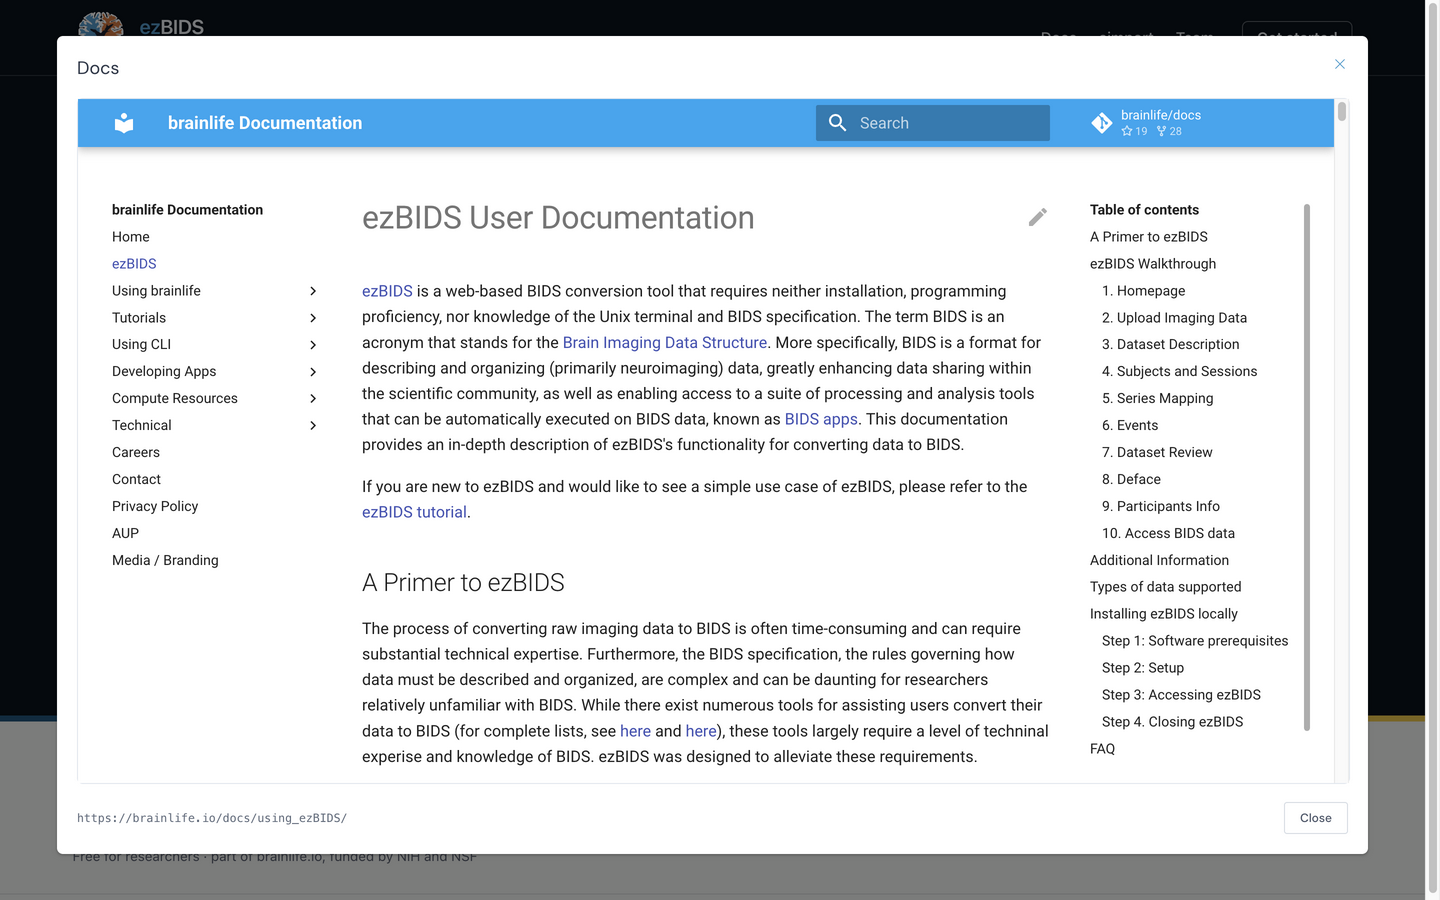 ezBIDS
Docs
brainlife Documentation
Search
brainlife/docs
19 28
brainlife Documentation
Home
ezBIDS
Using brainlife
Tutorials
Using CLI
Developing Apps
Compute Resources
Technical
Careers
Contact
Privacy Policy
AUP
Media / Branding
ezBIDS User Documentation
ezBIDS is a web-based BIDS conversion tool that requires neither installation, programming
proficiency, nor knowledge of the Unix terminal and BIDS specification. The term BIDS is an
acronym that stands for the Brain Imaging Data Structure. More specifically, BIDS is a format for
describing and organizing (primarily neuroimaging) data, greatly enhancing data sharing within
the scientific community, as well as enabling access to a suite of processing and analysis tools
that can be automatically executed on BIDS data, known as BIDS apps. This documentation
provides an in-depth description of ezBIDS's functionality for converting data to BIDS.
If you are new to ezBIDS and would like to see a simple use case of ezBIDS, please refer to the
ezBIDS tutorial.
A Primer to ezBIDS
The process of converting raw imaging data to BIDS is often time-consuming and can require
substantial technical expertise. Furthermore, the BIDS specification, the rules governing how
data must be described and organized, are complex and can be daunting for researchers
relatively unfamiliar with BIDS. While there exist numerous tools for assisting users convert their
data to BIDS (for complete lists, see here and here), these tools largely require a level of techninal
experise and knowledge of BIDS. ezBIDS was designed to alleviate these requirements.
Table of contents
A Primer to ezBIDS
ezBIDS Walkthrough
1. Homepage
2. Upload Imaging Data
3. Dataset Description
4. Subjects and Sessions
5. Series Mapping
6. Events
7. Dataset Review
8. Deface
9. Participants Info
10. Access BIDS data
Additional Information
Types of data supported
Installing ezBIDS locally
Step 1: Software prerequisites
Step 2: Setup
Step 3: Accessing ezBIDS
Step 4. Closing ezBIDS
FAQ
https://brainlife.io/docs/using_ezBIDS/
Close
Free for researchers · part of brainlife.io, funded by NIH and NSF